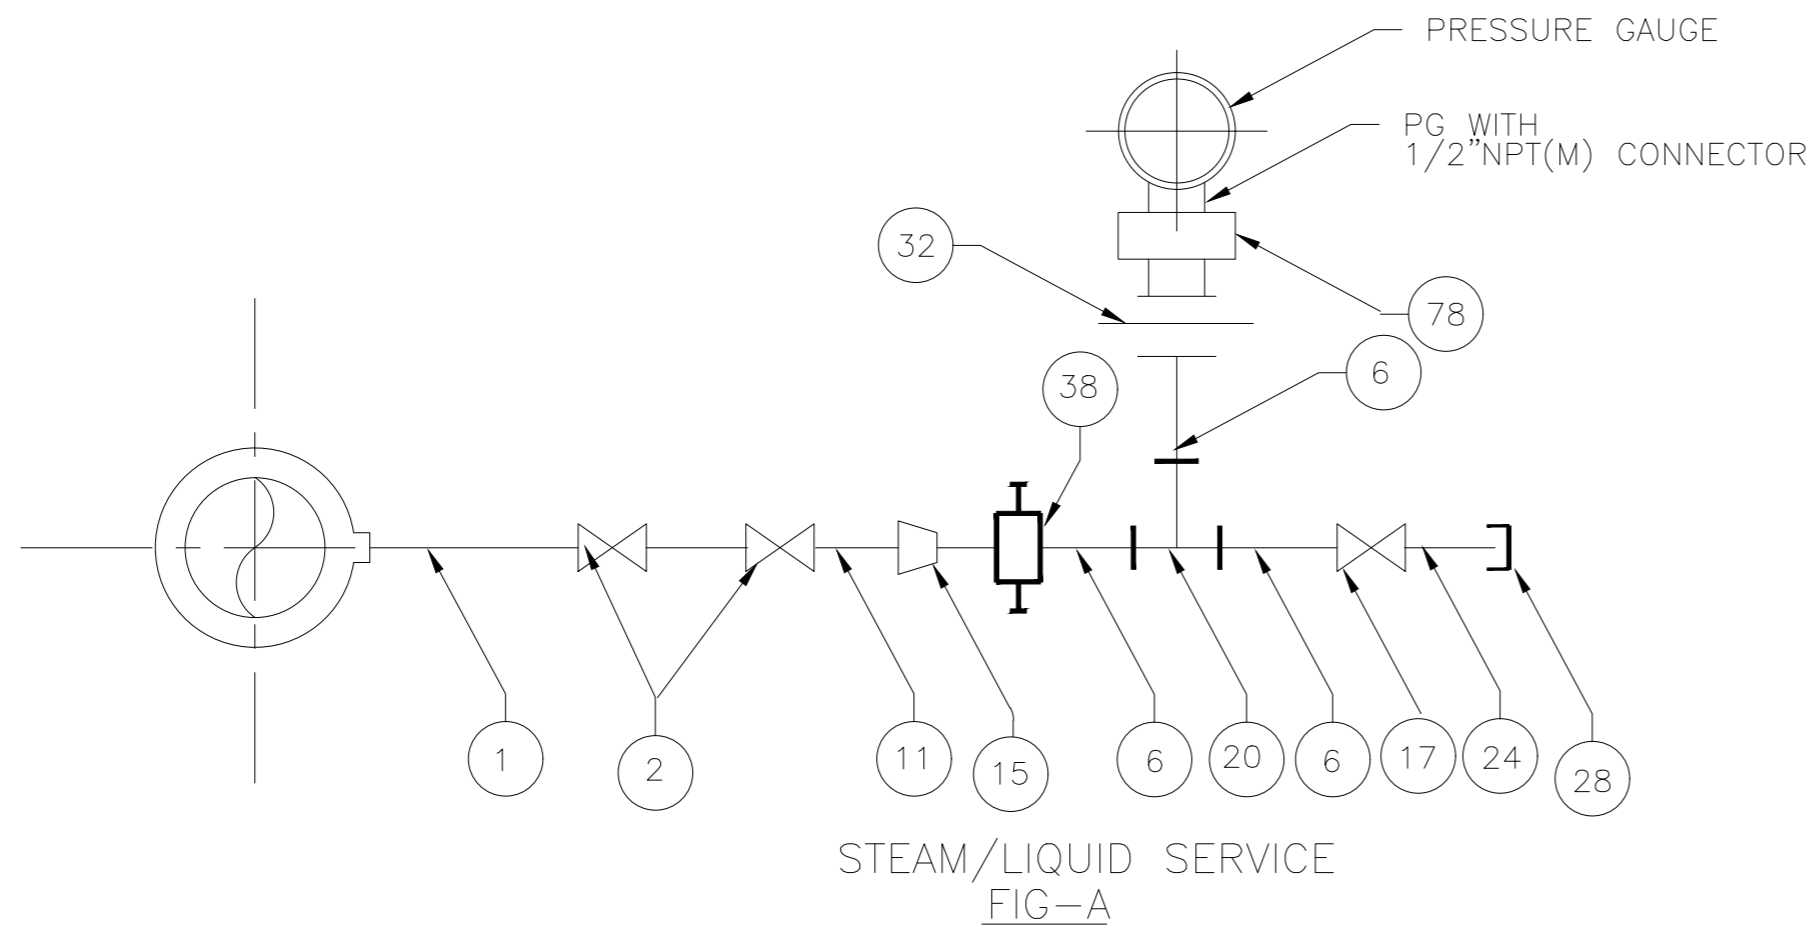 PRESSURE GAUGE
PG WITH
1/2"NPT(M) CONNECTOR
32
78
6
38
1
2
11
15
6
20
6
17
24
28
STEAM/LIQUID SERVICE
FIG-A